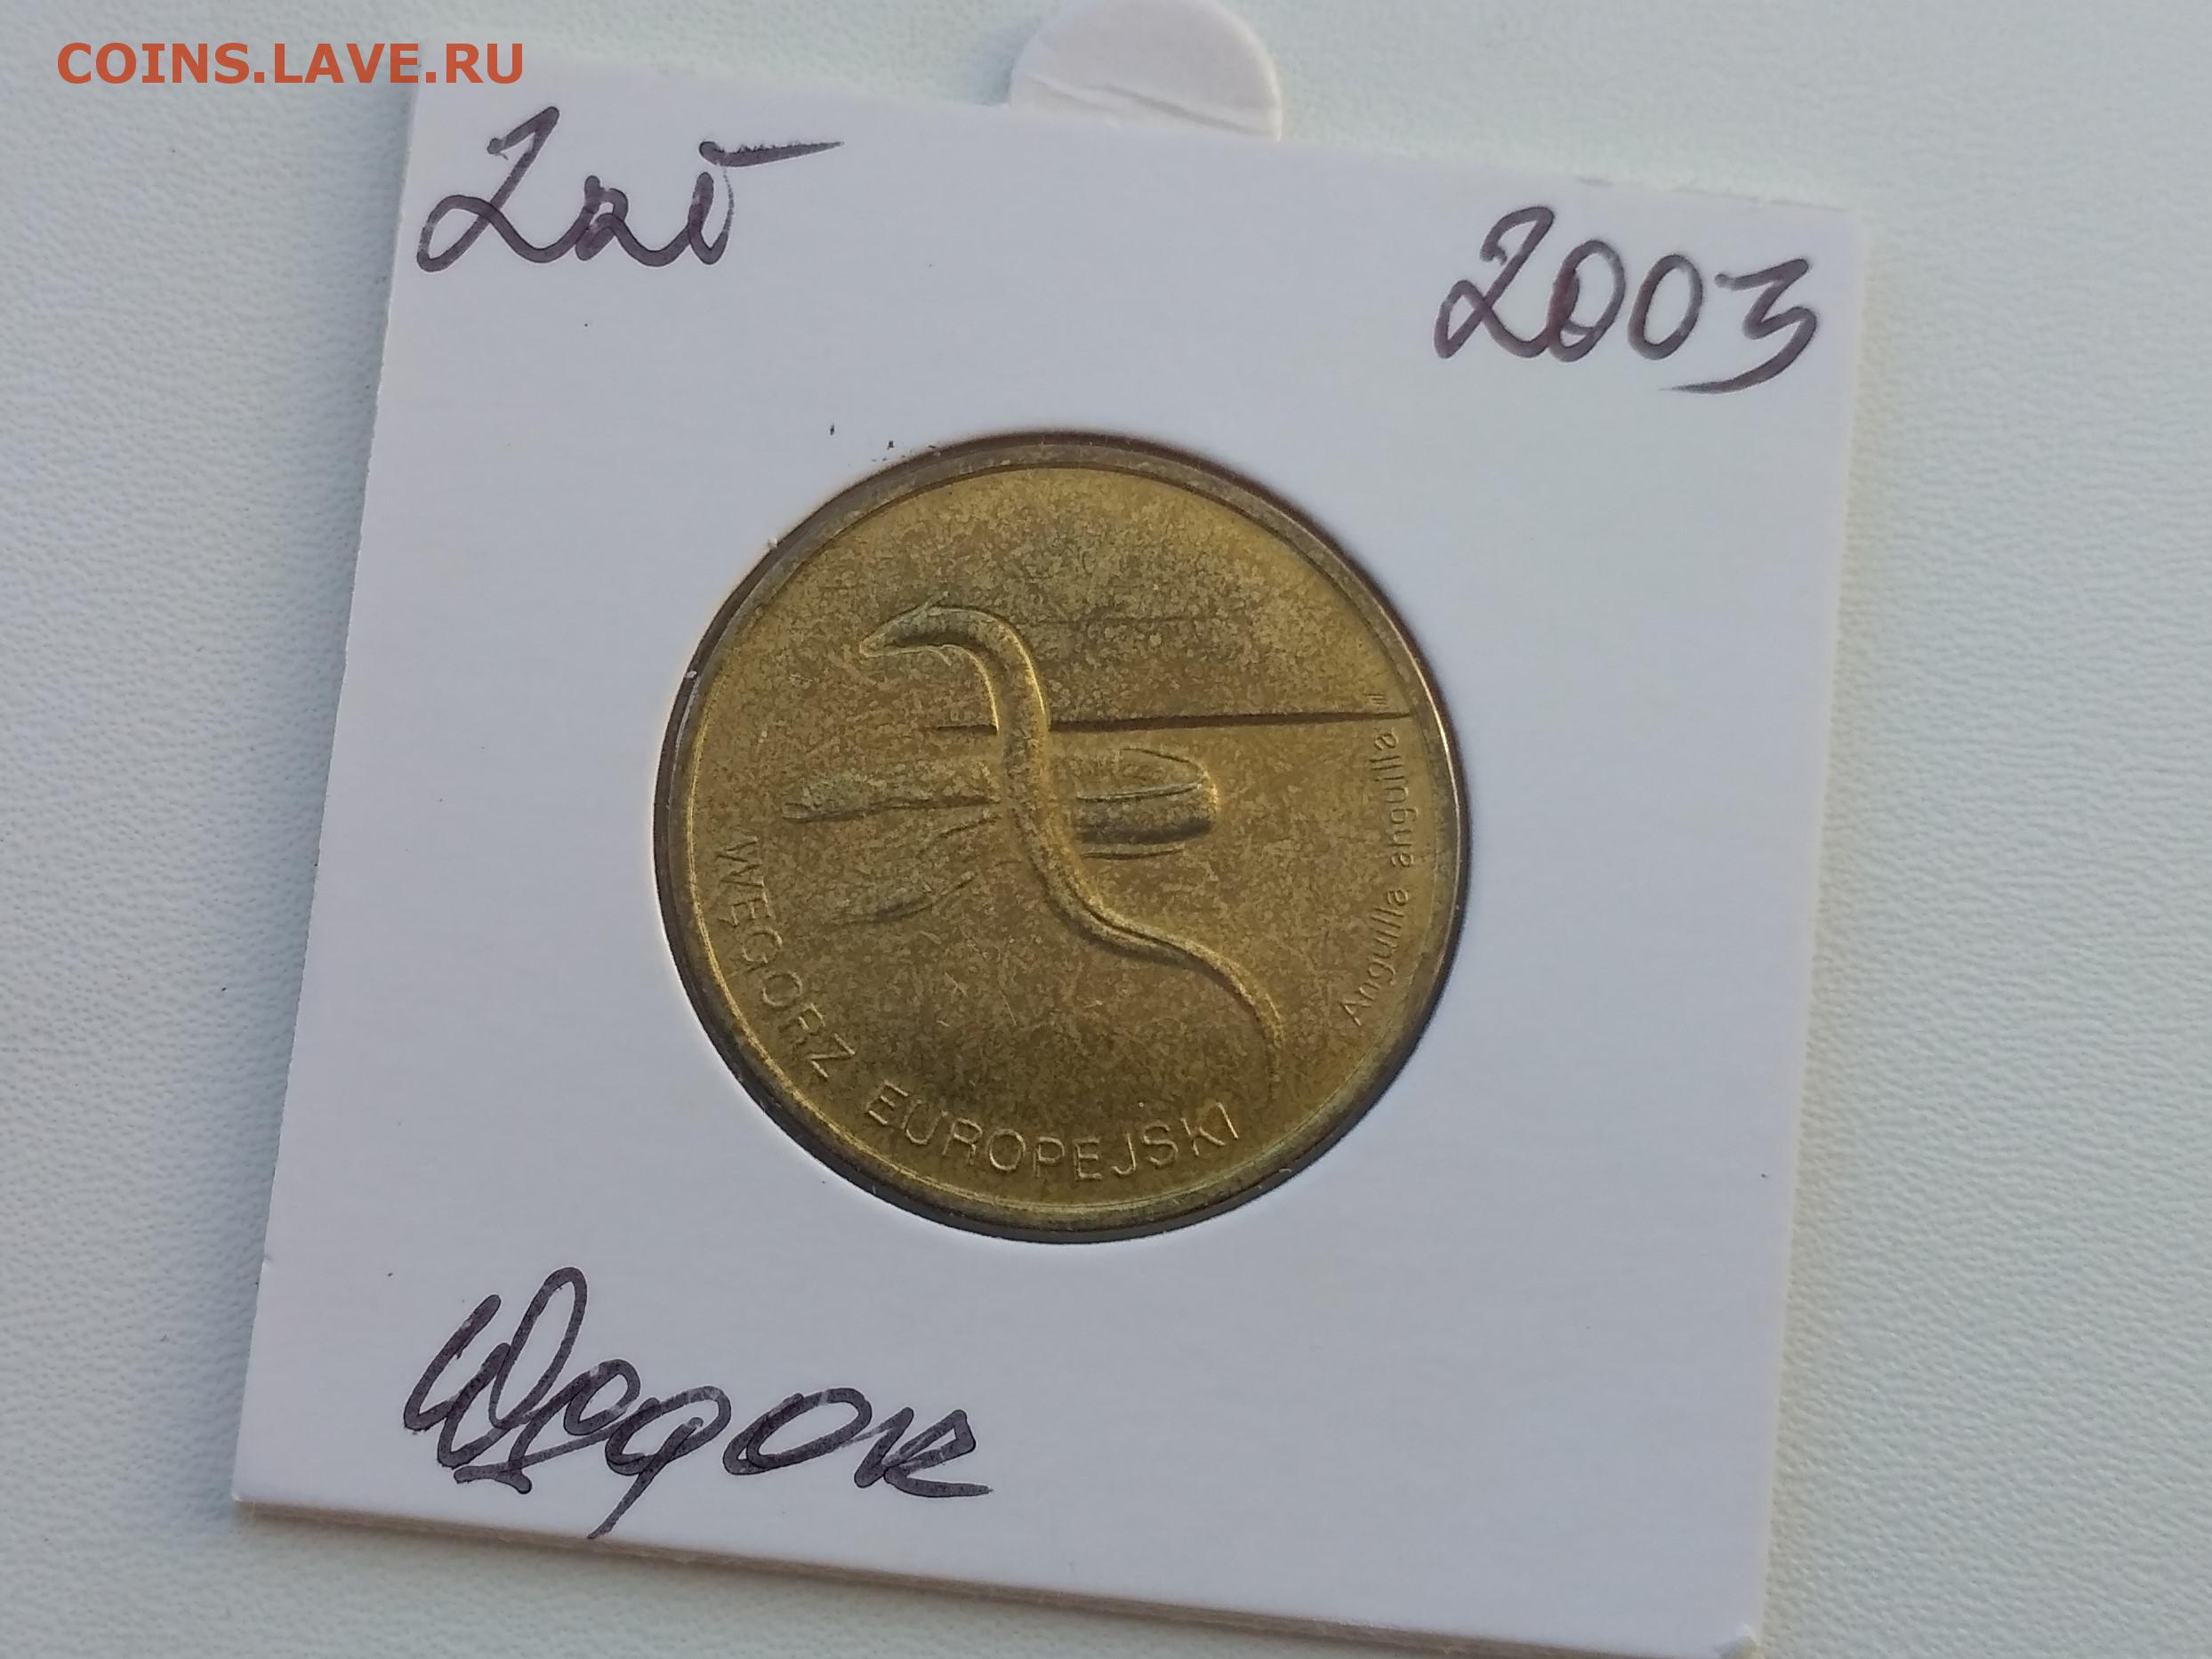 COINS.LAVE.RU
2зл
2003
WĘGORZ EUROPEJSKI
Anguilla anguilla